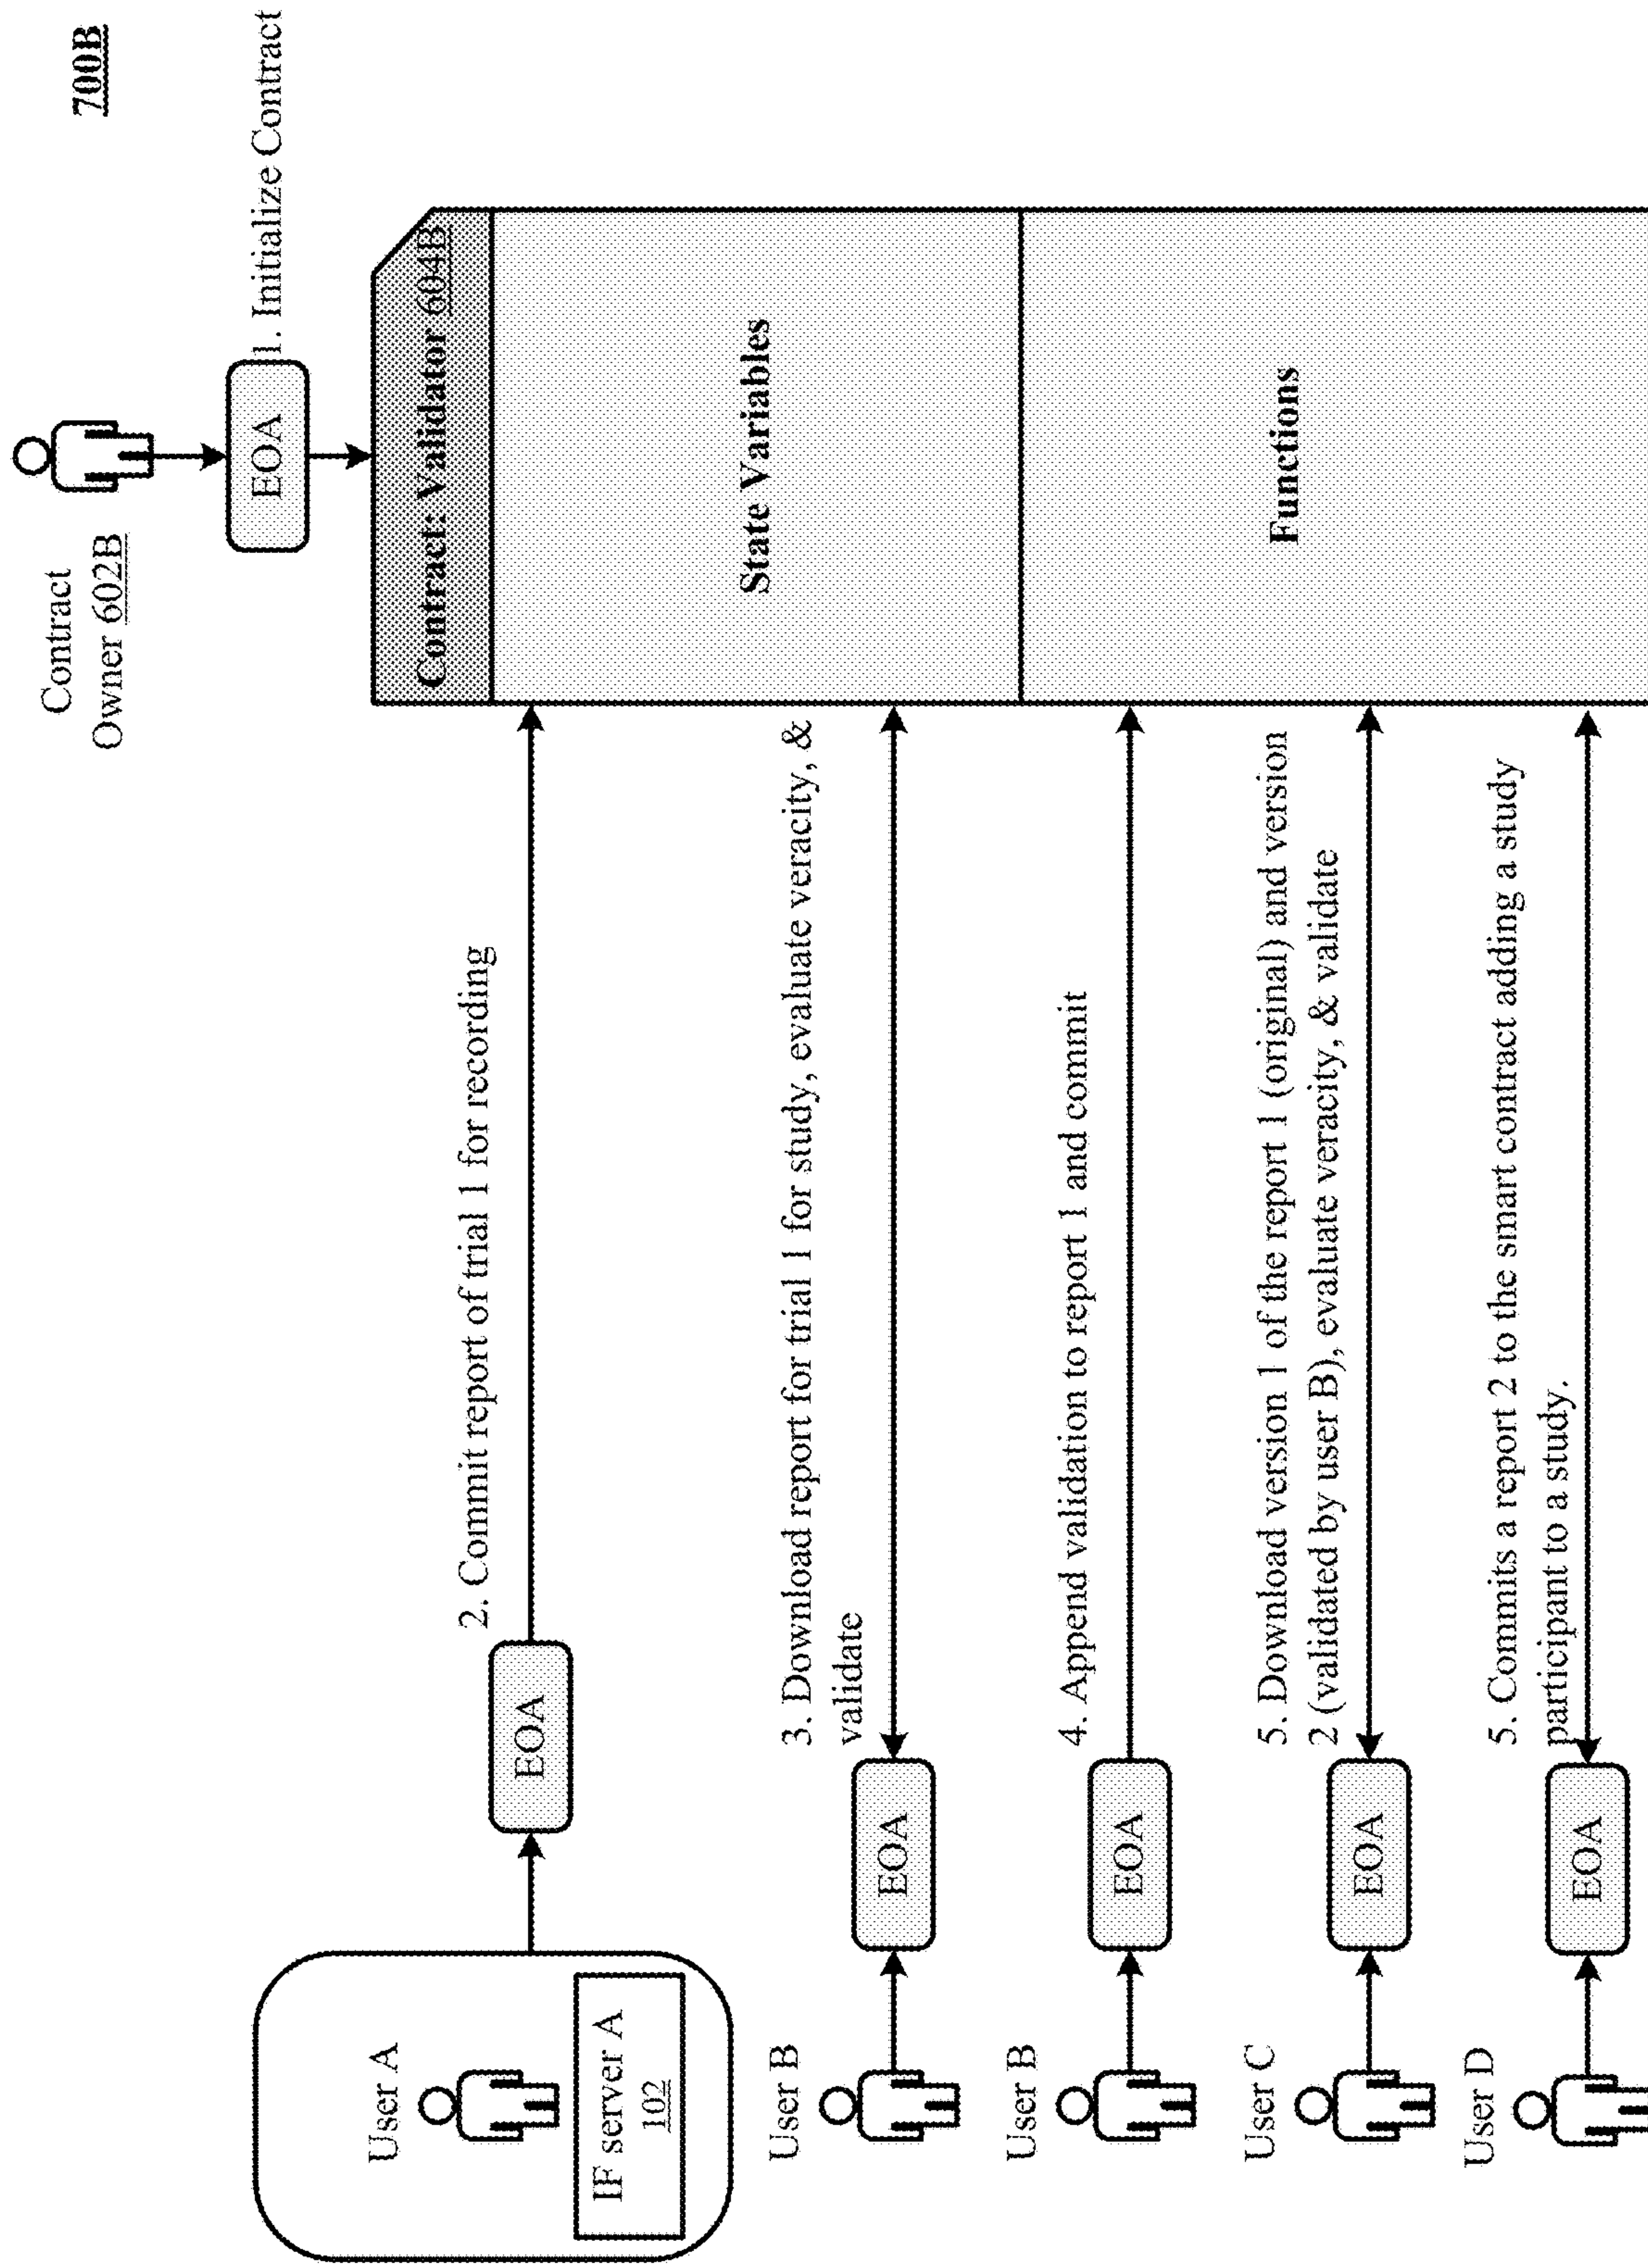 700B
Contract
Owner 602B
EOA
1. Initialize Contract
Contract: Validator 604B
State Variables
Functions
User A
IF server A
102
EOA
2. Commit report of trial 1 for recording
User B
EOA
3. Download report for trial 1 for study, evaluate veracity, &
validate
User B
EOA
4. Append validation to report 1 and commit
User C
EOA
5. Download version 1 of the report 1 (original) and version
2 (validated by user B), evaluate veracity, & validate
User D
EOA
5. Commits a report 2 to the smart contract adding a study
participant to a study.